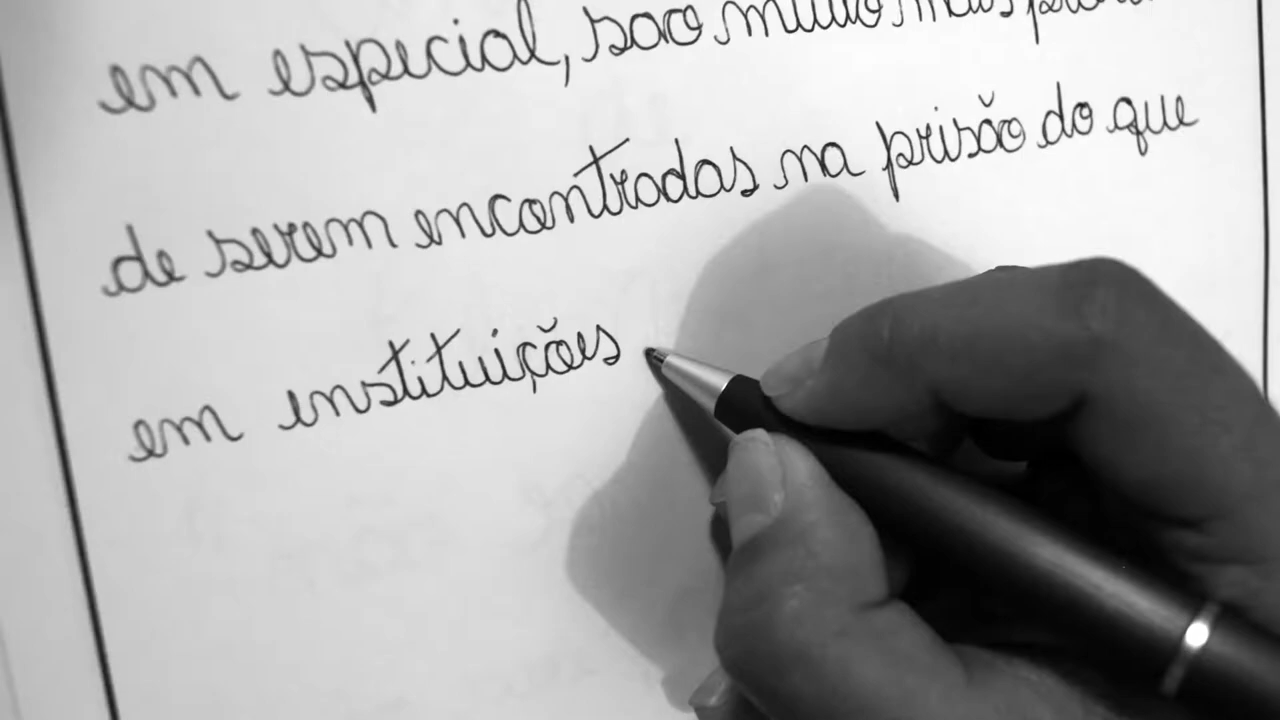 em especial, são muito mais
de serem encontradas na prisão do que
em instituições